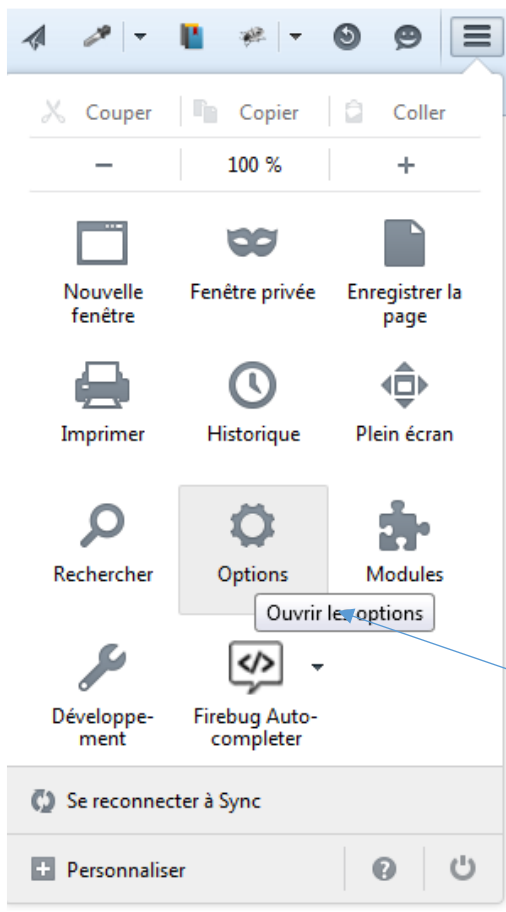 Couper Copier Coller
− 100 % +
Nouvelle fenêtre
Fenêtre privée
Enregistrer la page
Imprimer
Historique
Plein écran
Rechercher
Options
Modules
Ouvrir les options
Développe-
ment
Firebug Auto-
completer
Se reconnecter à Sync
Personnaliser